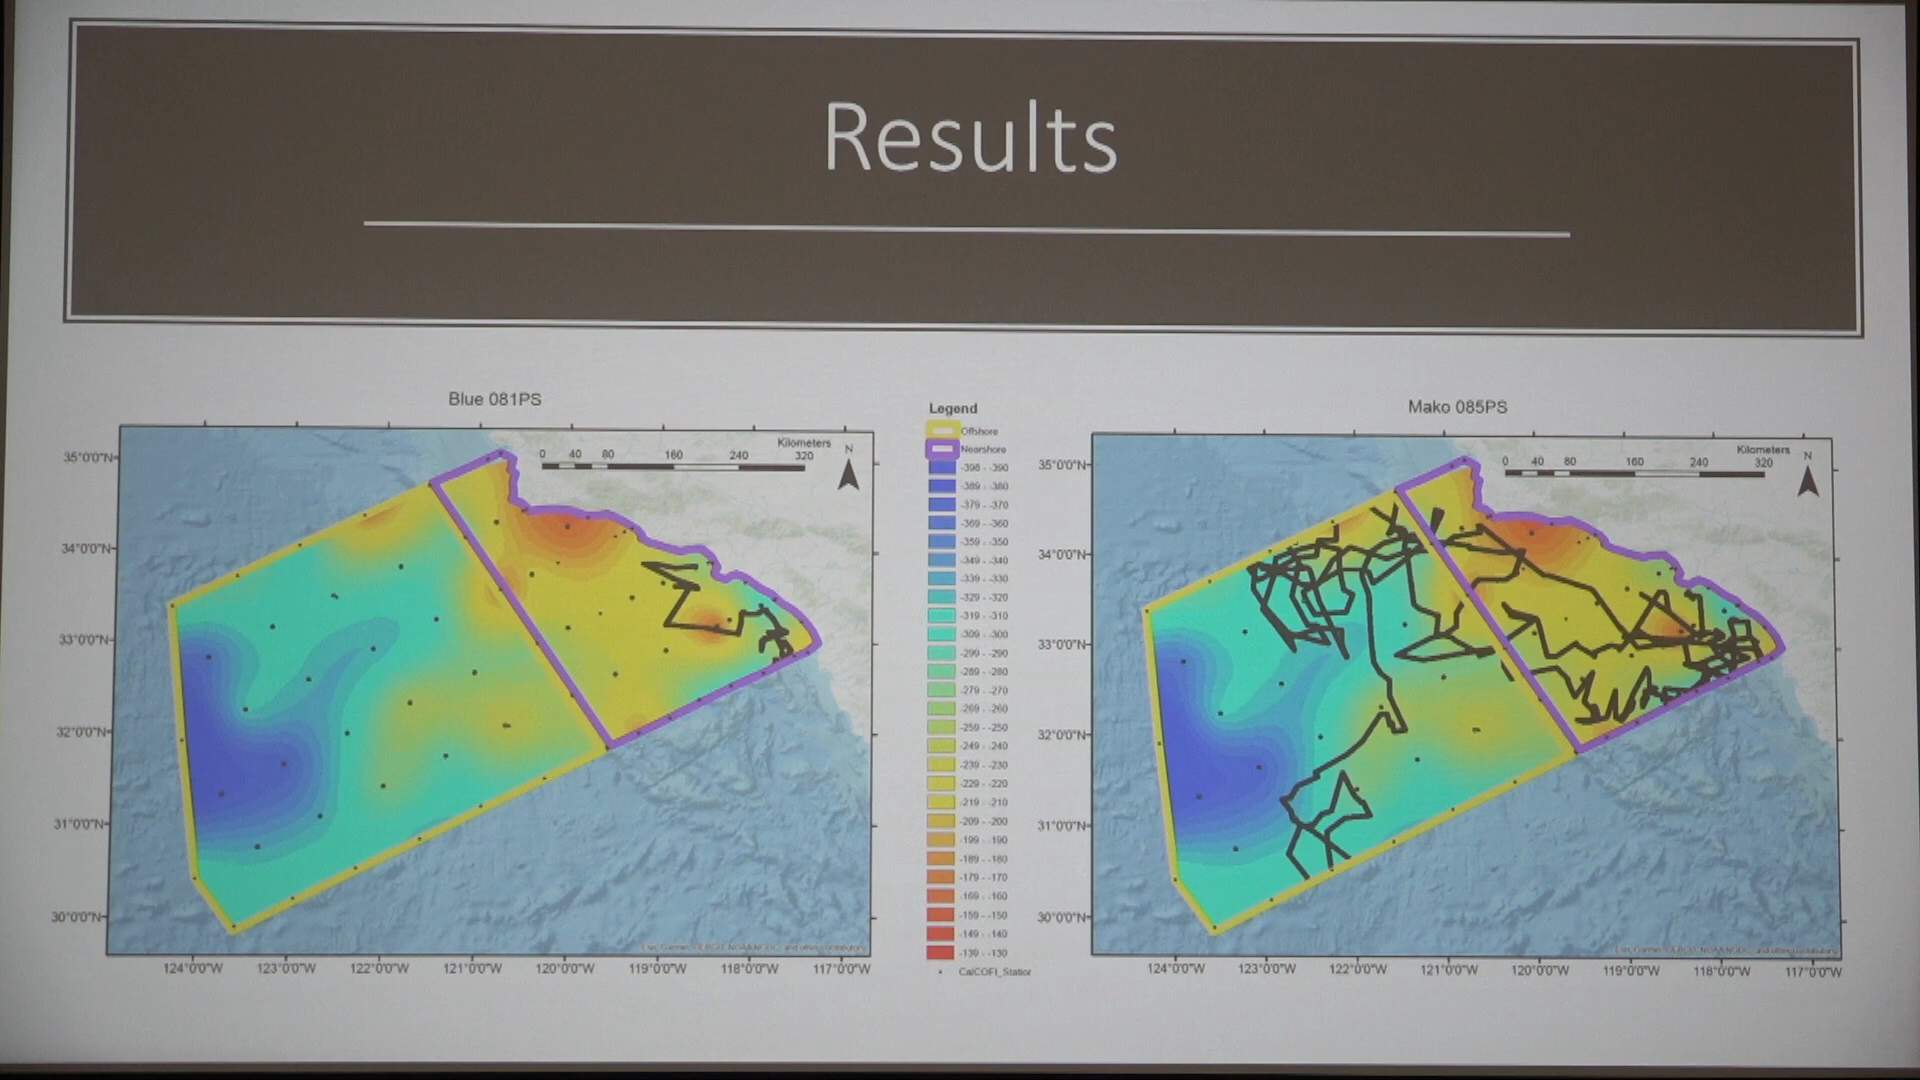 Results
Blue 081PS
Kilometers
0 40 80 160 240 320
N
35°0'0"N
34°0'0"N
33°0'0"N
32°0'0"N
31°0'0"N
30°0'0"N
124°0'0"W 123°0'0"W 122°0'0"W 121°0'0"W 120°0'0"W 119°0'0"W 118°0'0"W 117°0'0"W
Legend
Offshore
Nearshore
-398 - -390
-389 - -380
-379 - -370
-369 - -360
-359 - -350
-349 - -340
-339 - -330
-329 - -320
-319 - -310
-309 - -300
-299 - -290
-289 - -280
-279 - -270
-269 - -260
-259 - -250
-249 - -240
-239 - -230
-229 - -220
-219 - -210
-209 - -200
-199 - -190
-189 - -180
-179 - -170
-169 - -160
-159 - -150
-149 - -140
-139 - -130
CalCOFI_Station
Mako 085PS
Kilometers
0 40 80 160 240 320
N
35°0'0"N
34°0'0"N
33°0'0"N
32°0'0"N
31°0'0"N
30°0'0"N
124°0'0"W 123°0'0"W 122°0'0"W 121°0'0"W 120°0'0"W 119°0'0"W 118°0'0"W 117°0'0"W